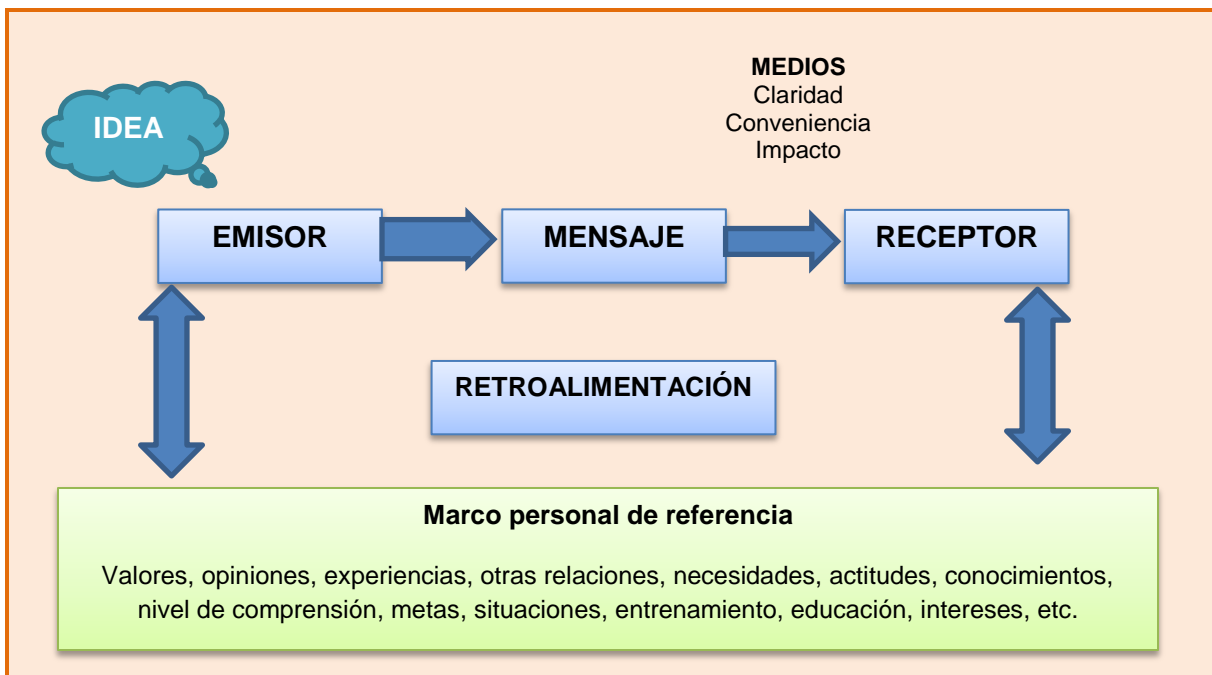 MEDIOS
Claridad
Conveniencia
Impacto
IDEA
EMISOR
MENSAJE
RECEPTOR
RETROALIMENTACIÓN
Marco personal de referencia
Valores, opiniones, experiencias, otras relaciones, necesidades, actitudes, conocimientos,
nivel de comprensión, metas, situaciones, entrenamiento, educación, intereses, etc.